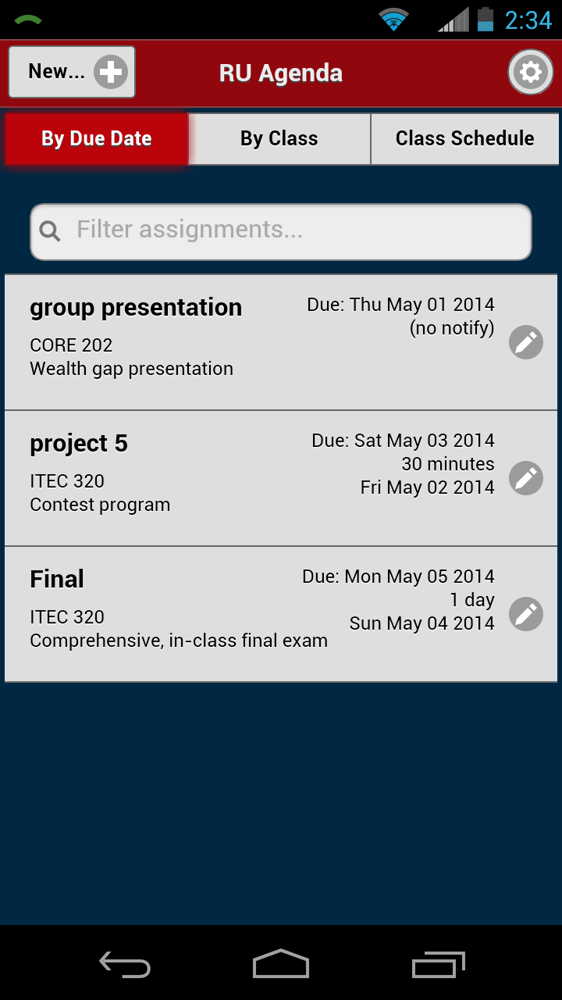 2:34
New...
RU Agenda
By Due Date
By Class
Class Schedule
Filter assignments...
group presentation
Due: Thu May 01 2014
(no notify)
CORE 202
Wealth gap presentation
project 5
Due: Sat May 03 2014
30 minutes
Fri May 02 2014
ITEC 320
Contest program
Final
Due: Mon May 05 2014
1 day
Sun May 04 2014
ITEC 320
Comprehensive, in-class final exam